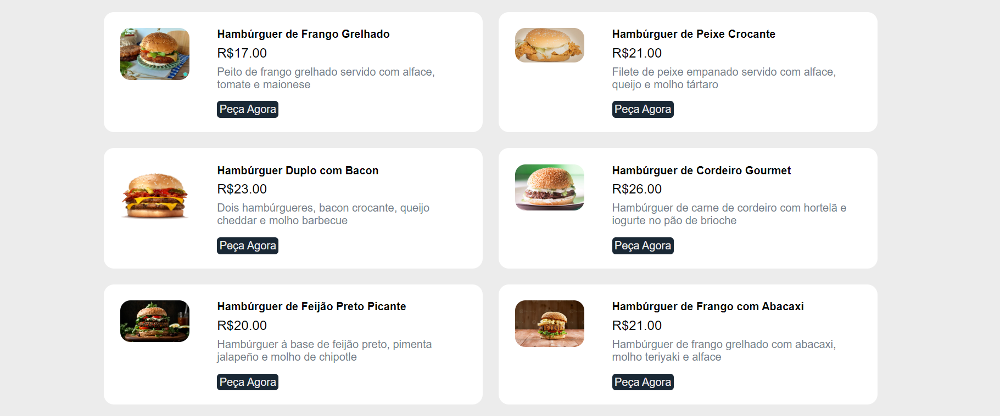 Hambúrguer de Frango Grelhado
R$17.00
Peito de frango grelhado servido com alface,
tomate e maionese
Peça Agora
Hambúrguer de Peixe Crocante
R$21.00
Filete de peixe empanado servido com alface,
queijo e molho tártaro
Peça Agora
Hambúrguer Duplo com Bacon
R$23.00
Dois hambúrgueres, bacon crocante, queijo
cheddar e molho barbecue
Peça Agora
Hambúrguer de Cordeiro Gourmet
R$26.00
Hambúrguer de carne de cordeiro com hortelã e
iogurte no pão de brioche
Peça Agora
Hambúrguer de Feijão Preto Picante
R$20.00
Hambúrguer à base de feijão preto, pimenta
jalapeño e molho de chipotle
Peça Agora
Hambúrguer de Frango com Abacaxi
R$21.00
Hambúrguer de frango grelhado com abacaxi,
molho teriyaki e alface
Peça Agora